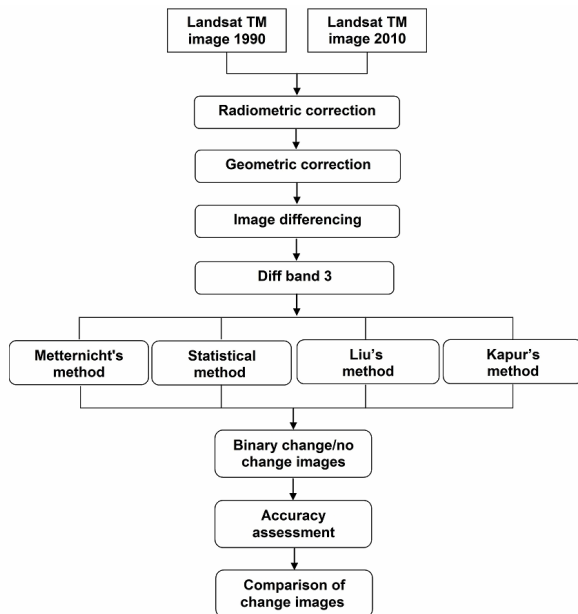 Landsat TM
image 1990
Landsat TM
image 2010
Radiometric correction
Geometric correction
Image differencing
Diff band 3
Metternicht's
method
Statistical
method
Liu’s
method
Kapur’s
method
Binary change/no
change images
Accuracy
assessment
Comparison of
change images